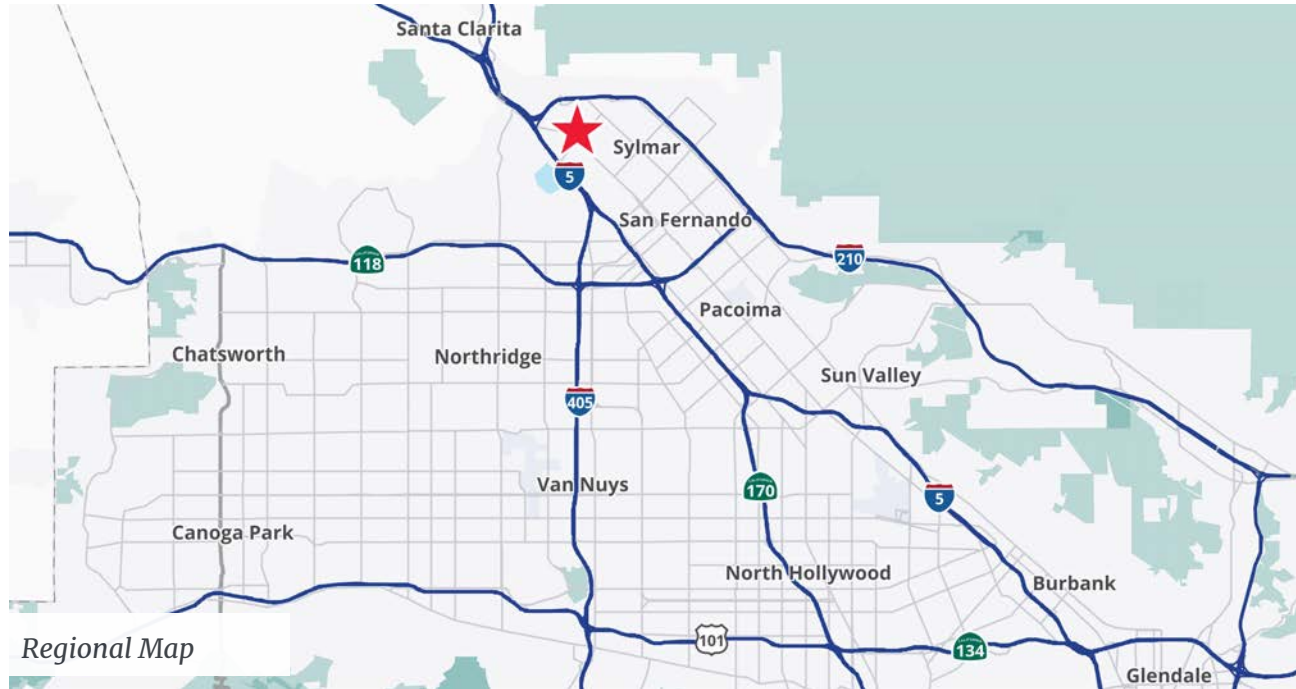 Santa Clarita
Sylmar
5
San Fernando
118
210
Pacoima
Chatsworth
Northridge
Sun Valley
405
Van Nuys
170
5
Canoga Park
North Hollywood
Burbank
101
134
Regional Map
Glendale